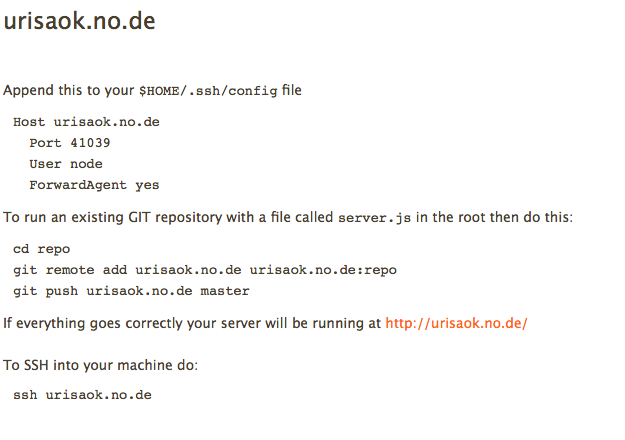 urisaok.no.de
Append this to your $HOME/.ssh/config file
Host urisaok.no.de
Port 41039
User node
ForwardAgent yes
To run an existing GIT repository with a file called server.js in the root then do this:
cd repo
git remote add urisaok.no.de urisaok.no.de:repo
git push urisaok.no.de master
If everything goes correctly your server will be running at http://urisaok.no.de/
To SSH into your machine do:
ssh urisaok.no.de